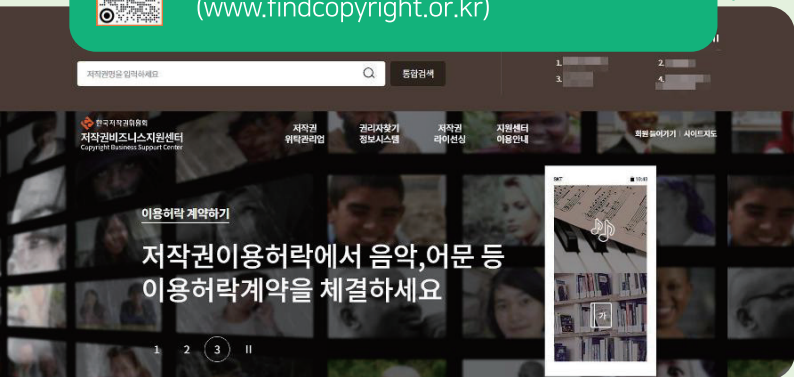 (www.findcopyright.or.kr)
저작권명을 입력하세요
통합검색
1.
2.
3.
4.
한국저작권위원회
저작권비즈니스지원센터
Copyright Business Support Center
저작권 위탁관리업
권리자찾기 정보시스템
저작권 라이선싱
지원센터 이용안내
회원 들어가기 | 사이트지도
이용허락 계약하기
저작권이용허락에서 음악,어문 등
이용허락계약을 체결하세요
1 2 3 II
SKT
가